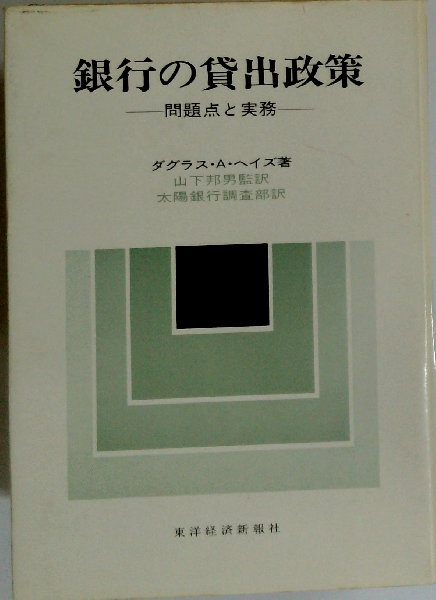 銀行の貸出政策
──問題点と実務──
ダグラス・A・ヘイズ著
山下邦男監訳
太陽銀行調査部訳
東洋経済新報社